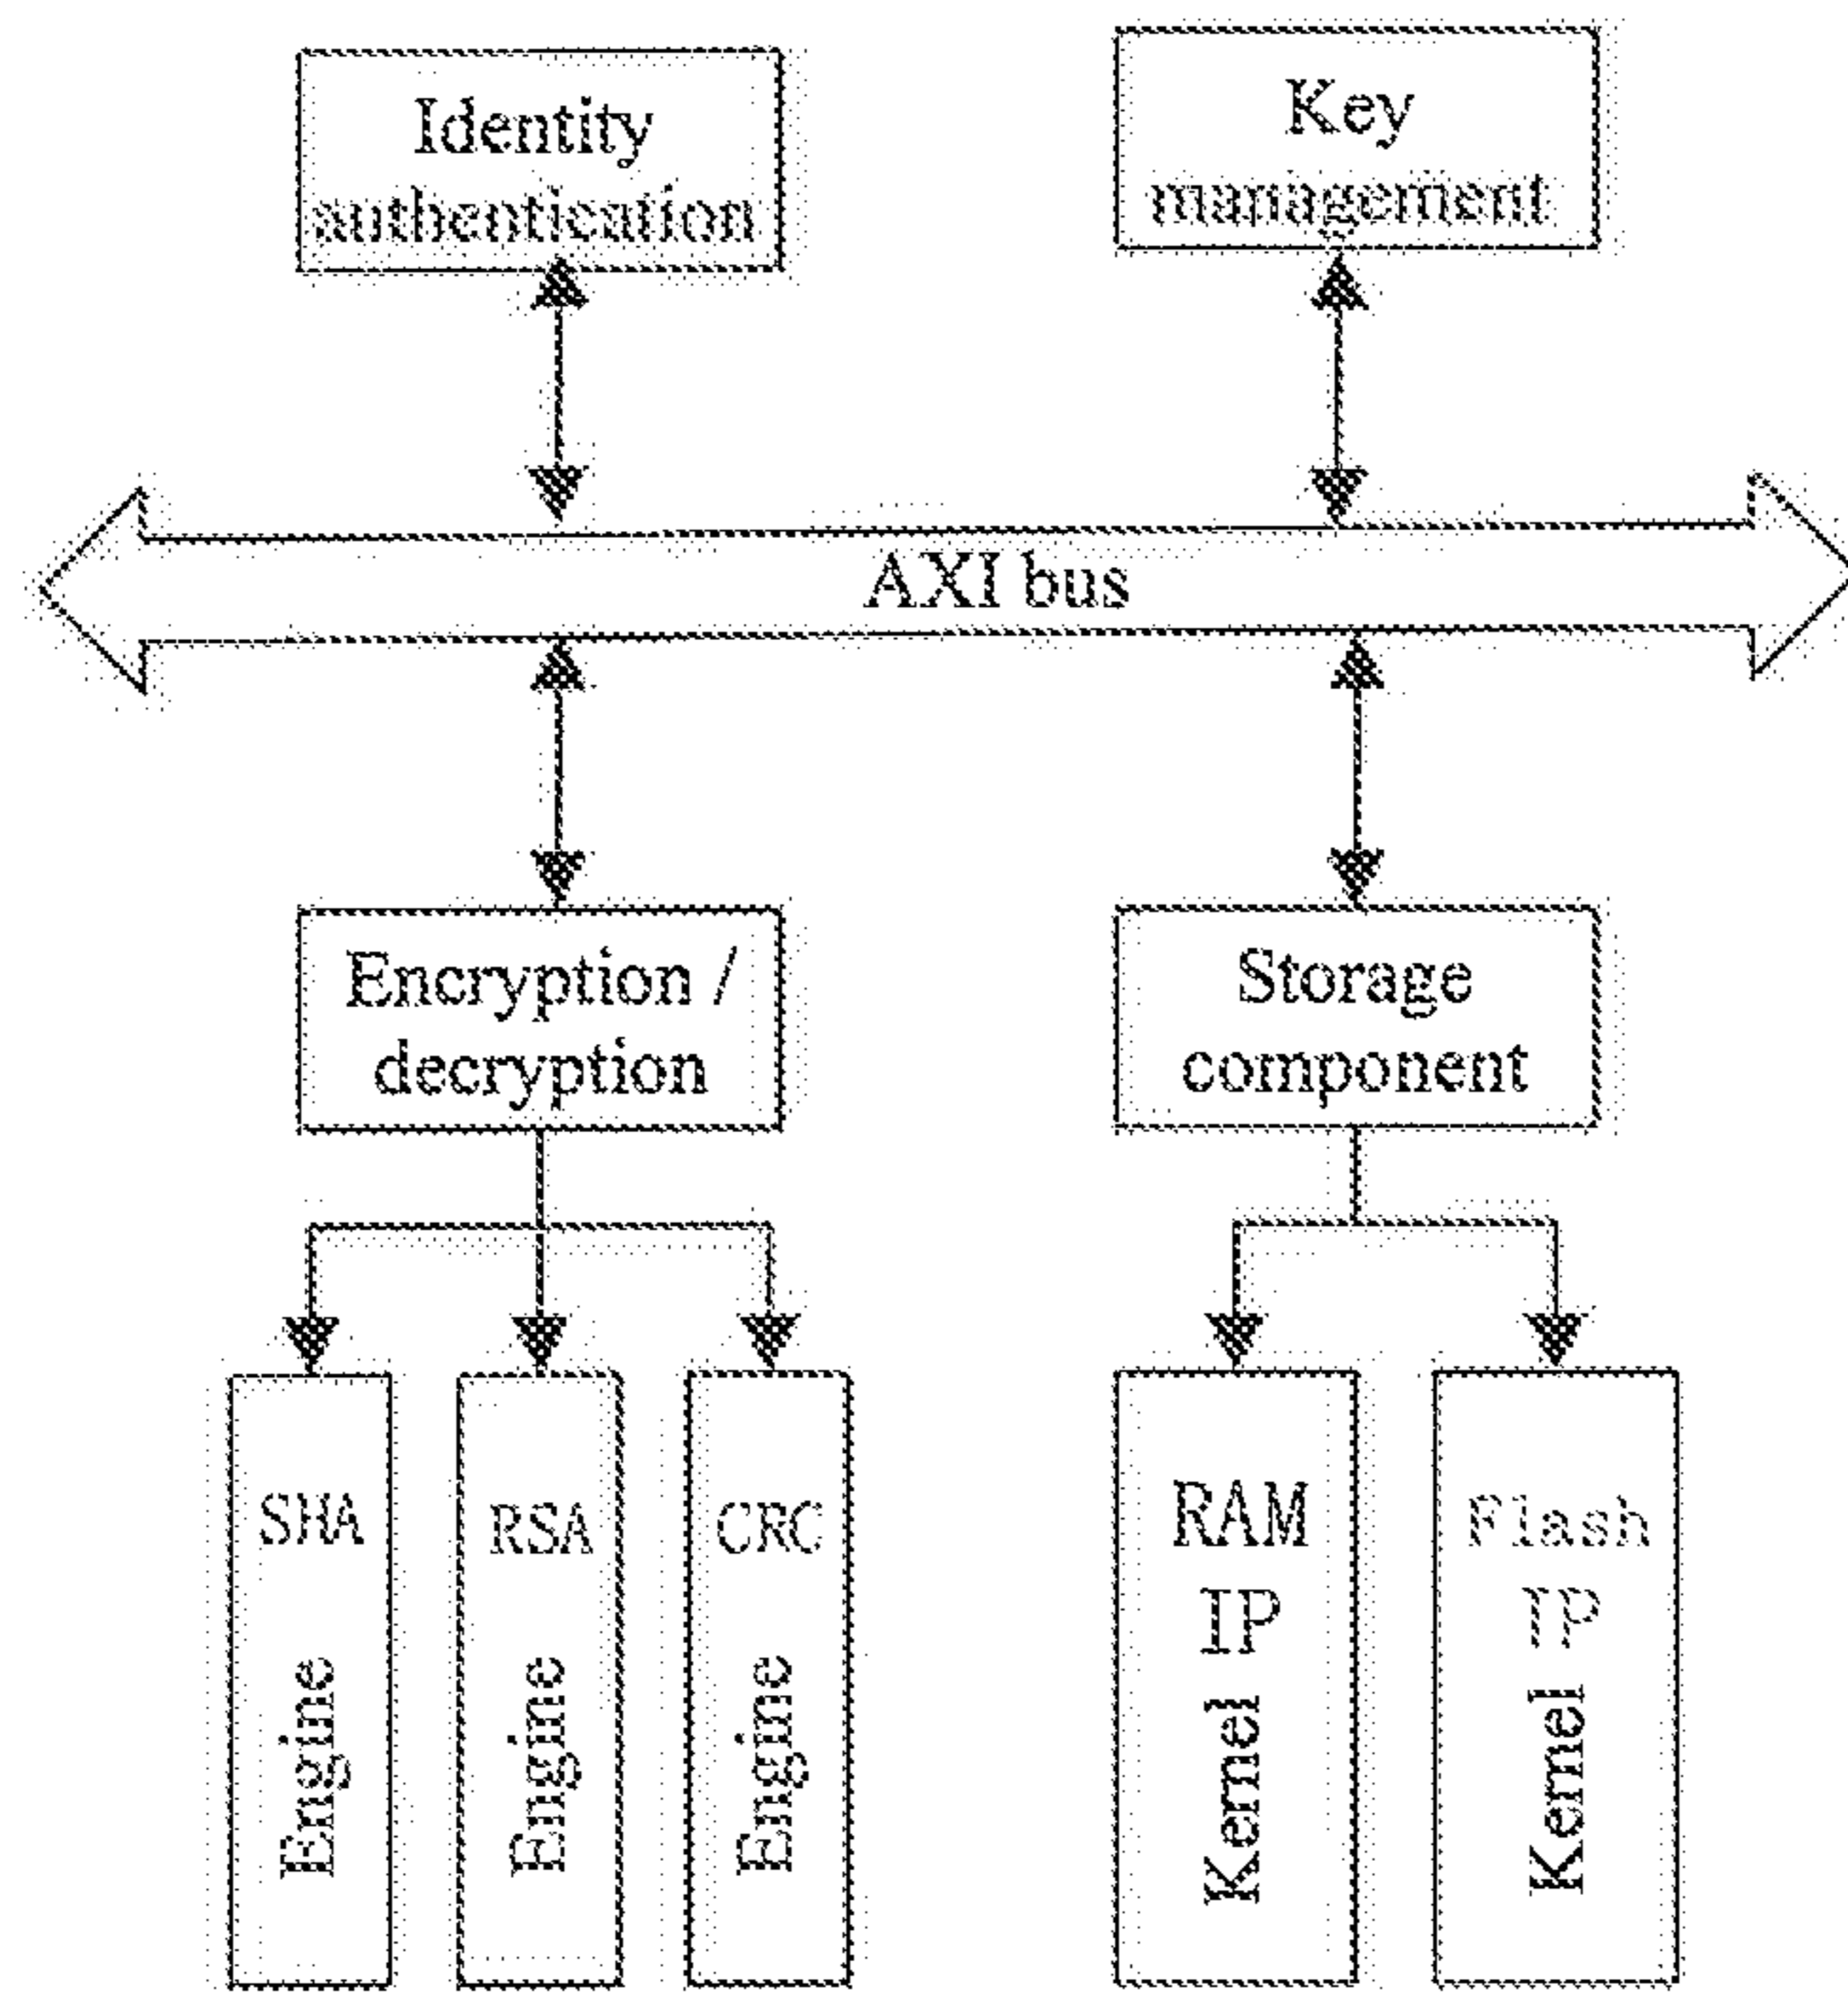 Identity
authentication
Key
management
AXI bus
Encryption /
decryption
Storage
component
SHA
Engine
RSA
Engine
CRC
Engine
RAM
IP
Kernel
Flash
IP
Kernel